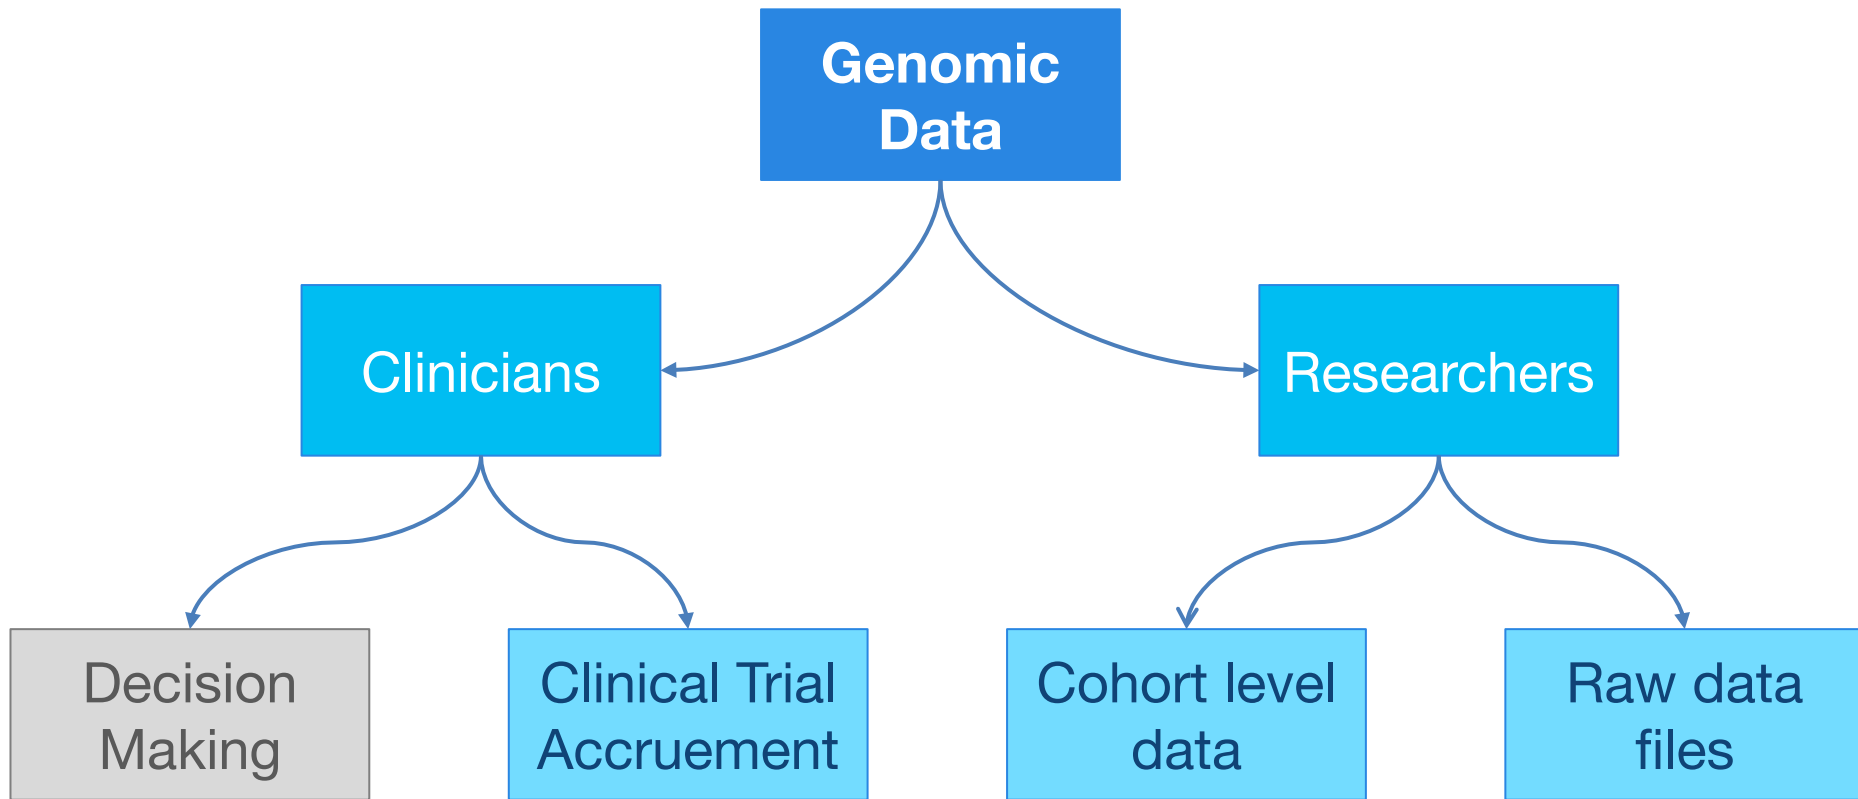 Genomic
Data
Clinicians
Researchers
Decision
Making
Clinical Trial
Accruement
Cohort level
data
Raw data
files